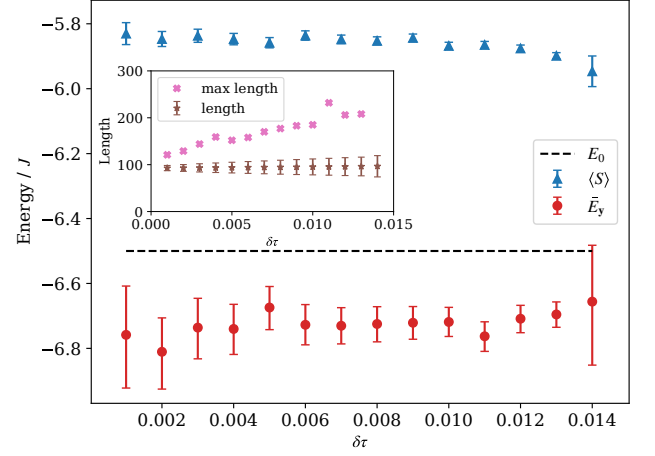 −5.8
−6.0
−6.2
−6.4
−6.6
−6.8
Energy / J
300
200
100
0
Length
max length
length
0.000
0.005
0.010
0.015
δτ
E₀
⟨S⟩
Ēᵧ
0.002
0.004
0.006
0.008
0.010
0.012
0.014
δτ